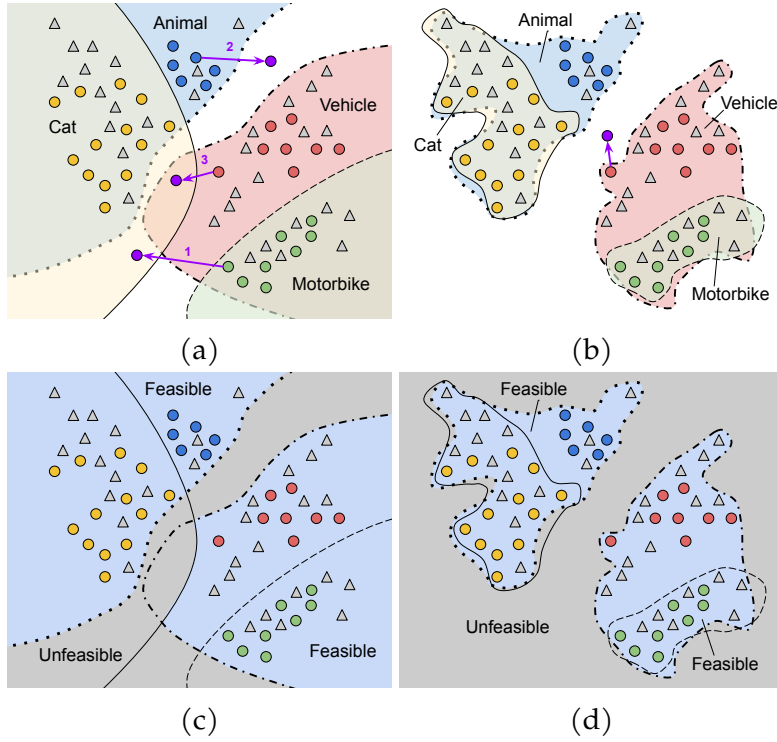 Animal
2
Cat
Vehicle
3
1
Motorbike
(a)
Animal
Cat
Vehicle
Motorbike
(b)
Feasible
Unfeasible
Feasible
(c)
Feasible
Unfeasible
Feasible
(d)